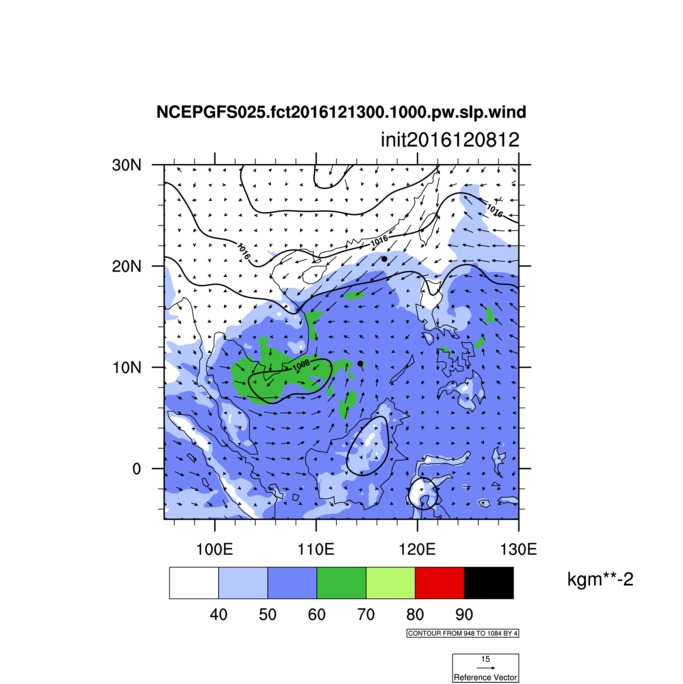 NCEPGFS025.fct2016121300.1000.pw.slp.wind
init2016120812
30N
20N
10N
0
1016
1016
1016
1008
100E 110E 120E 130E
40 50 60 70 80 90
kgm**-2
CONTOUR FROM 948 TO 1084 BY 4
15
Reference Vector